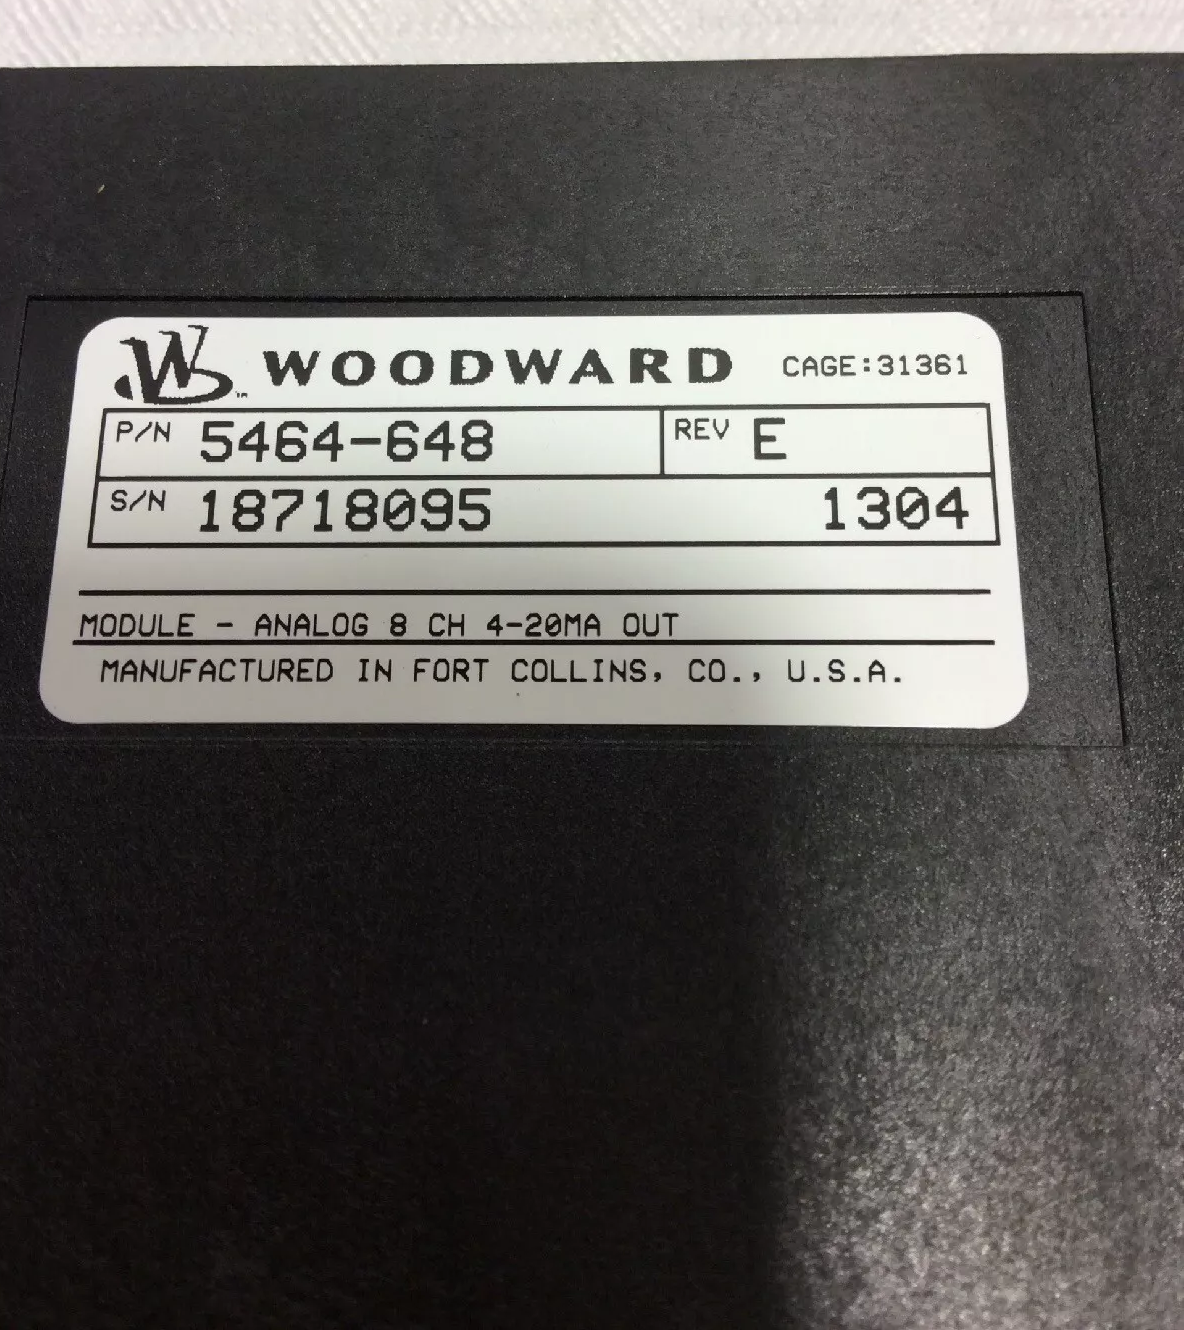 WOODWARD CAGE:31361
P/N 5464-648 REV E
S/N 18718095 1304
MODULE - ANALOG 8 CH 4-20MA OUT
MANUFACTURED IN FORT COLLINS, CO., U.S.A.